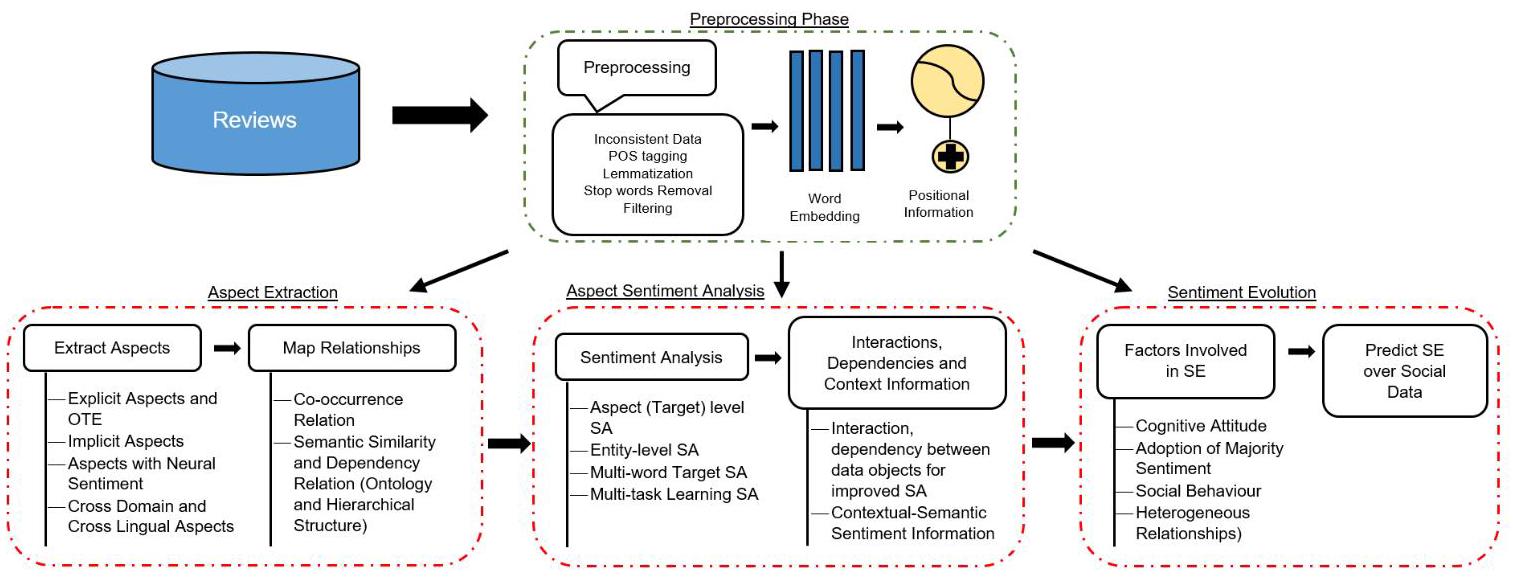 Preprocessing Phase
Reviews
Preprocessing
Inconsistent Data
POS tagging
Lemmatization
Stop words Removal
Filtering
Word
Embedding
Positional
Information
Aspect Extraction
Extract Aspects
Map Relationships
Explicit Aspects and
OTE
Implicit Aspects
Aspects with Neural
Sentiment
Cross Domain and
Cross Lingual Aspects
Co-occurrence
Relation
Semantic Similarity
and Dependency
Relation (Ontology
and Hierarchical
Structure)
Aspect Sentiment Analysis
Sentiment Analysis
Interactions,
Dependencies and
Context Information
Aspect (Target) level
SA
Entity-level SA
Multi-word Target SA
Multi-task Learning SA
Interaction,
dependency between
data objects for
improved SA
Contextual-Semantic
Sentiment Information
Sentiment Evolution
Factors Involved
in SE
Predict SE
over Social
Data
Cognitive Attitude
Adoption of Majority
Sentiment
Social Behaviour
Heterogeneous
Relationships)